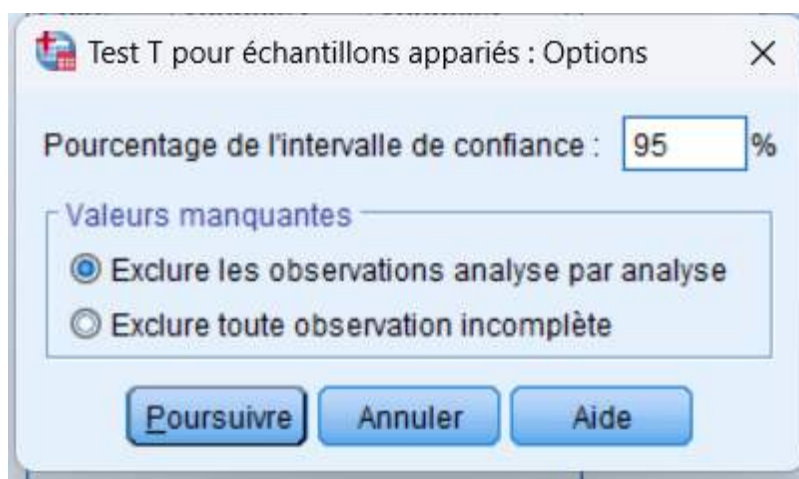 Test T pour échantillons appariés : Options
Pourcentage de l'intervalle de confiance : 95 %
Valeurs manquantes
Exclure les observations analyse par analyse
Exclure toute observation incomplète
Poursuivre Annuler Aide